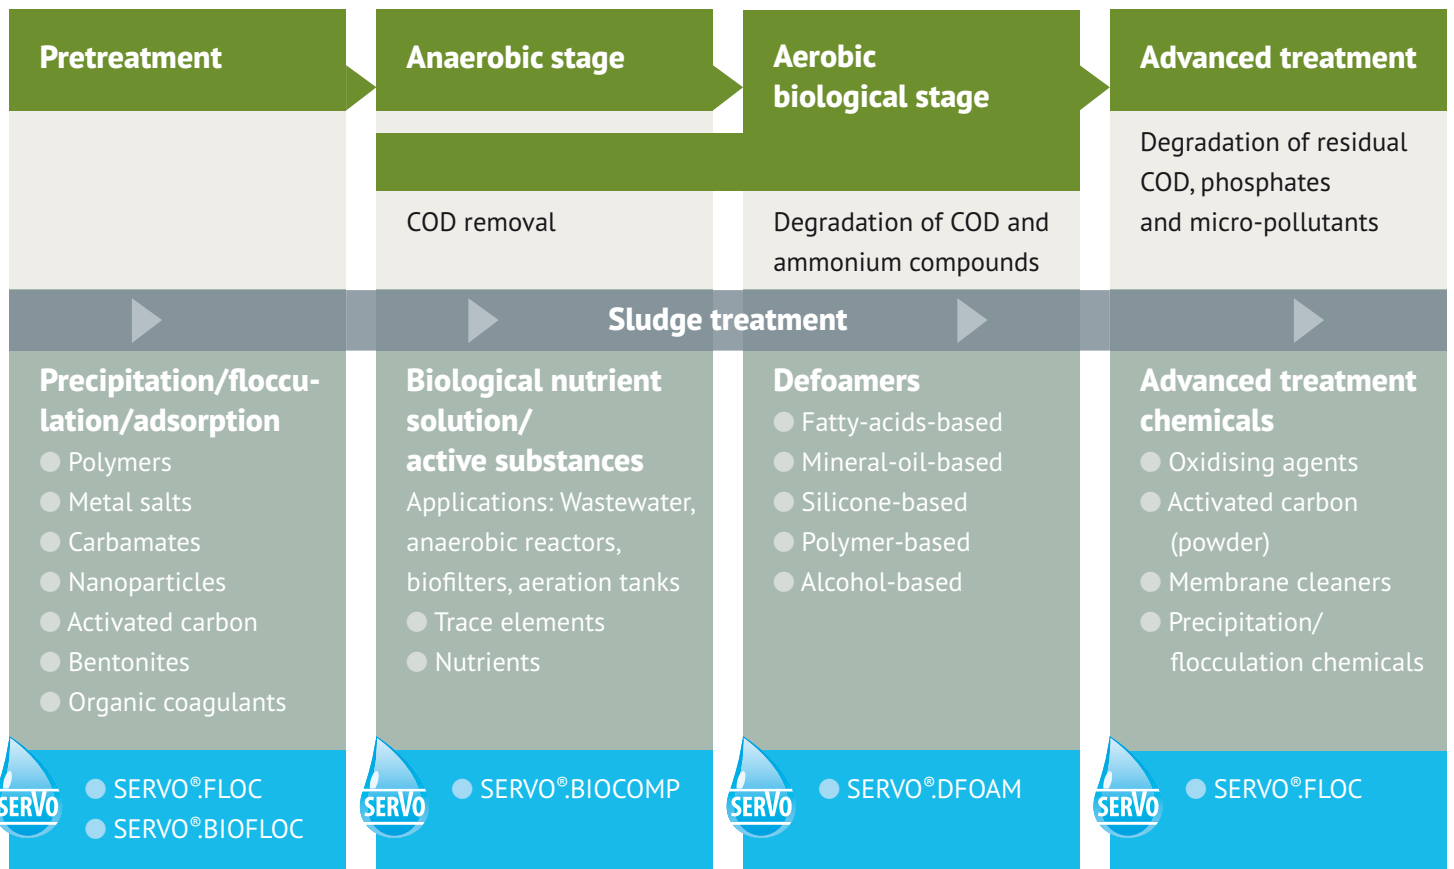 Pretreatment
Anaerobic stage
COD removal
Aerobic
biological stage
Degradation of COD and
ammonium compounds
Advanced treatment
Degradation of residual
COD, phosphates
and micro-pollutants
Sludge treatment
Precipitation/floccu-
lation/adsorption
Polymers
Metal salts
Carbamates
Nanoparticles
Activated carbon
Bentonites
Organic coagulants
SERVO
SERVO®.FLOC
SERVO®.BIOFLOC
Biological nutrient
solution/
active substances
Applications: Wastewater,
anaerobic reactors,
biofilters, aeration tanks
Trace elements
Nutrients
SERVO
SERVO®.BIOCOMP
Defoamers
Fatty-acids-based
Mineral-oil-based
Silicone-based
Polymer-based
Alcohol-based
SERVO
SERVO®.DFOAM
Advanced treatment
chemicals
Oxidising agents
Activated carbon
(powder)
Membrane cleaners
Precipitation/
flocculation chemicals
SERVO
SERVO®.FLOC